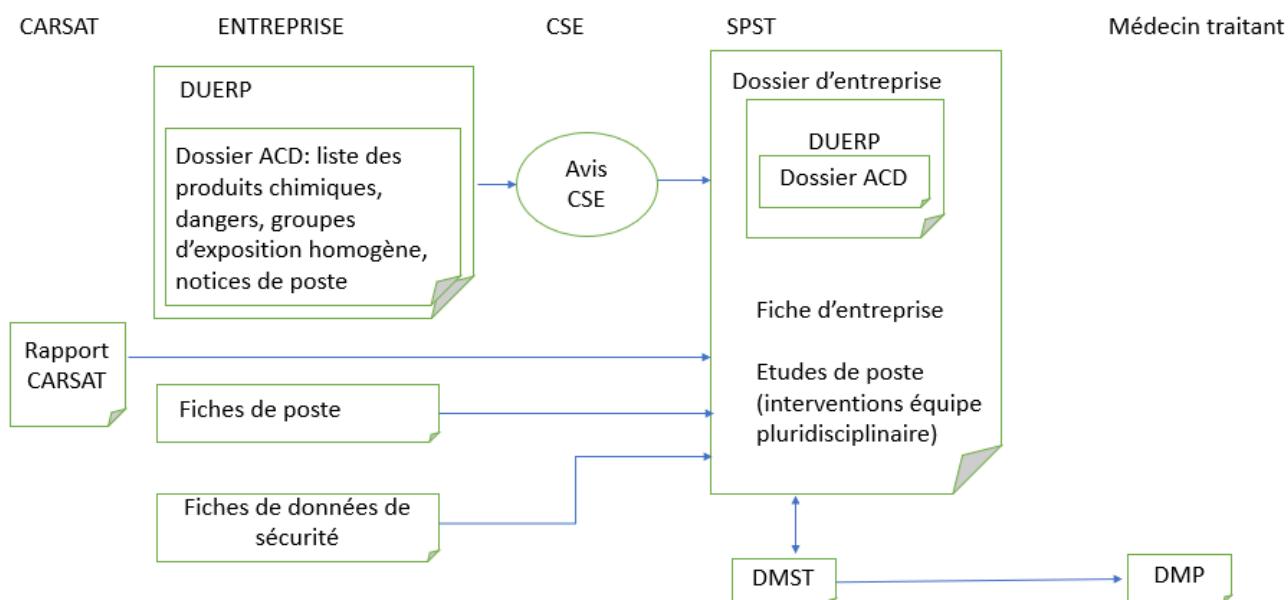 CARSAT
ENTREPRISE
CSE
SPST
Médecin traitant
DUERP
Dossier ACD: liste des
produits chimiques,
dangers, groupes
d’exposition homogène,
notices de poste
Avis
CSE
Dossier d’entreprise
DUERP
Dossier ACD
Fiche d’entreprise
Etudes de poste
(interventions équipe
pluridisciplinaire)
Rapport
CARSAT
Fiches de poste
Fiches de données de
sécurité
DMST
DMP